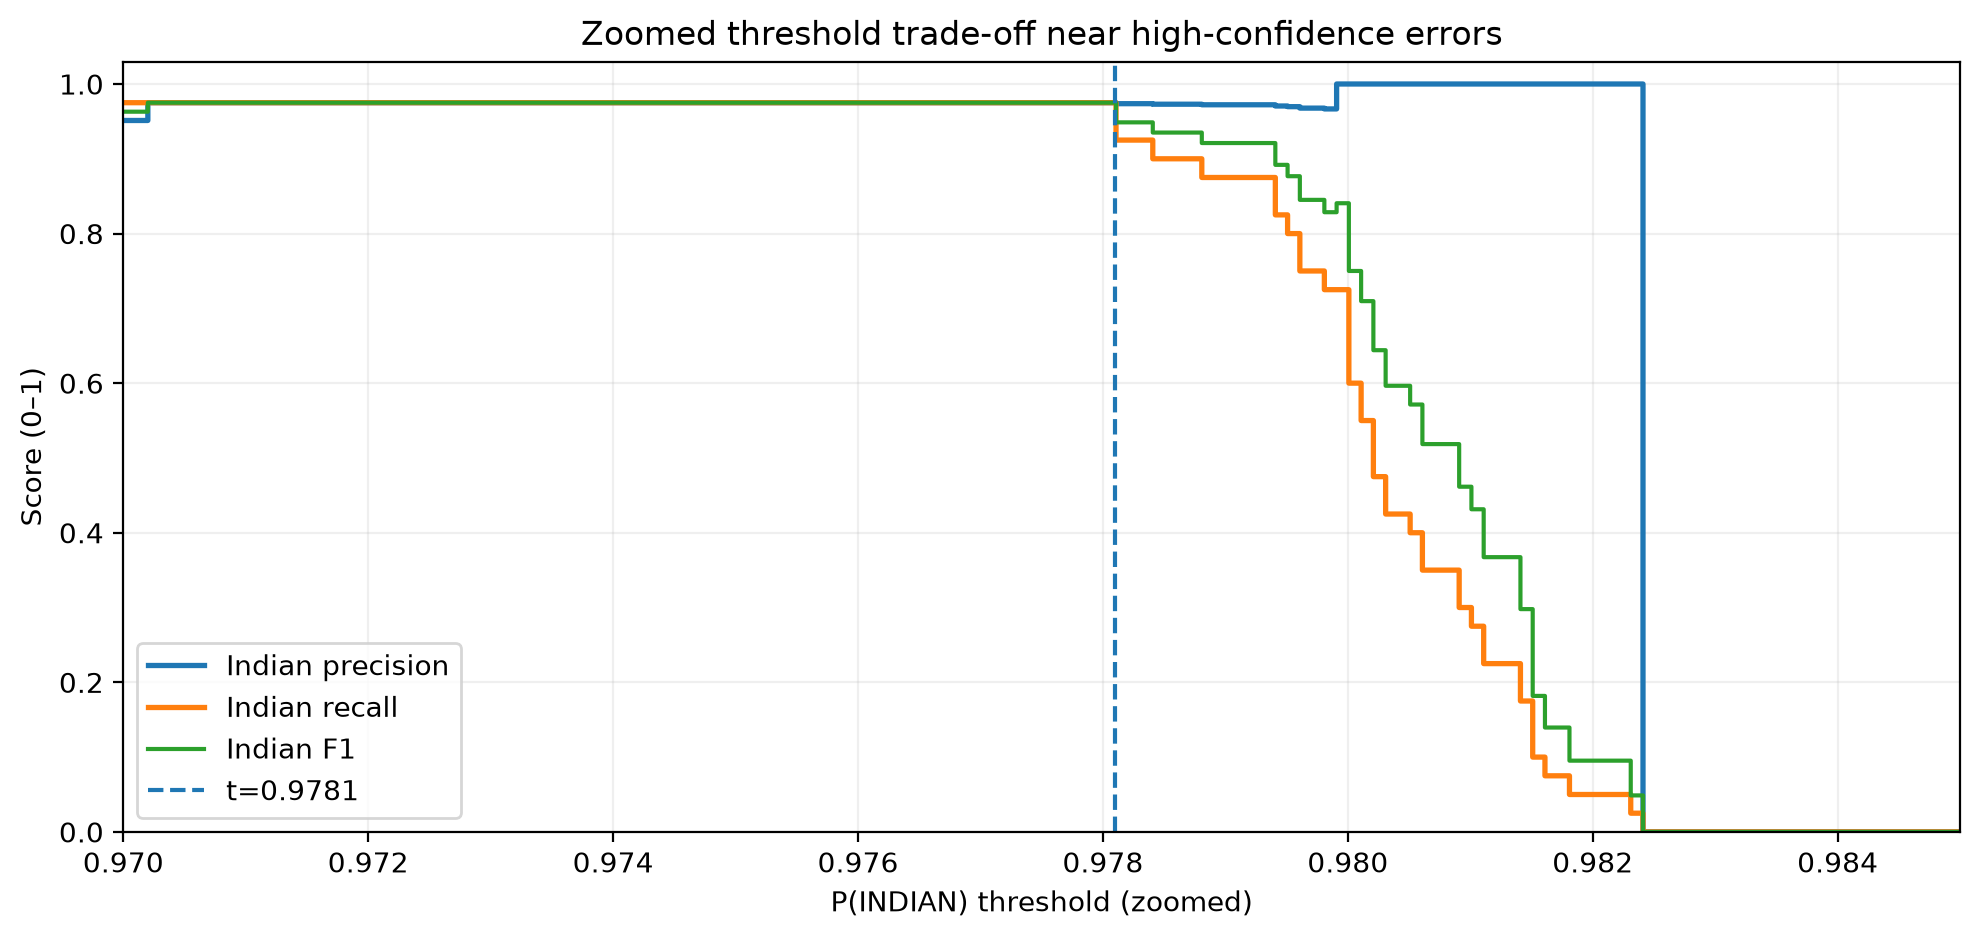 Zoomed threshold trade-off near high-confidence errors
Score (0–1)
1.0
0.8
0.6
0.4
0.2
0.0
Indian precision
Indian recall
Indian F1
t=0.9781
0.970 0.972 0.974 0.976 0.978 0.980 0.982 0.984
P(INDIAN) threshold (zoomed)